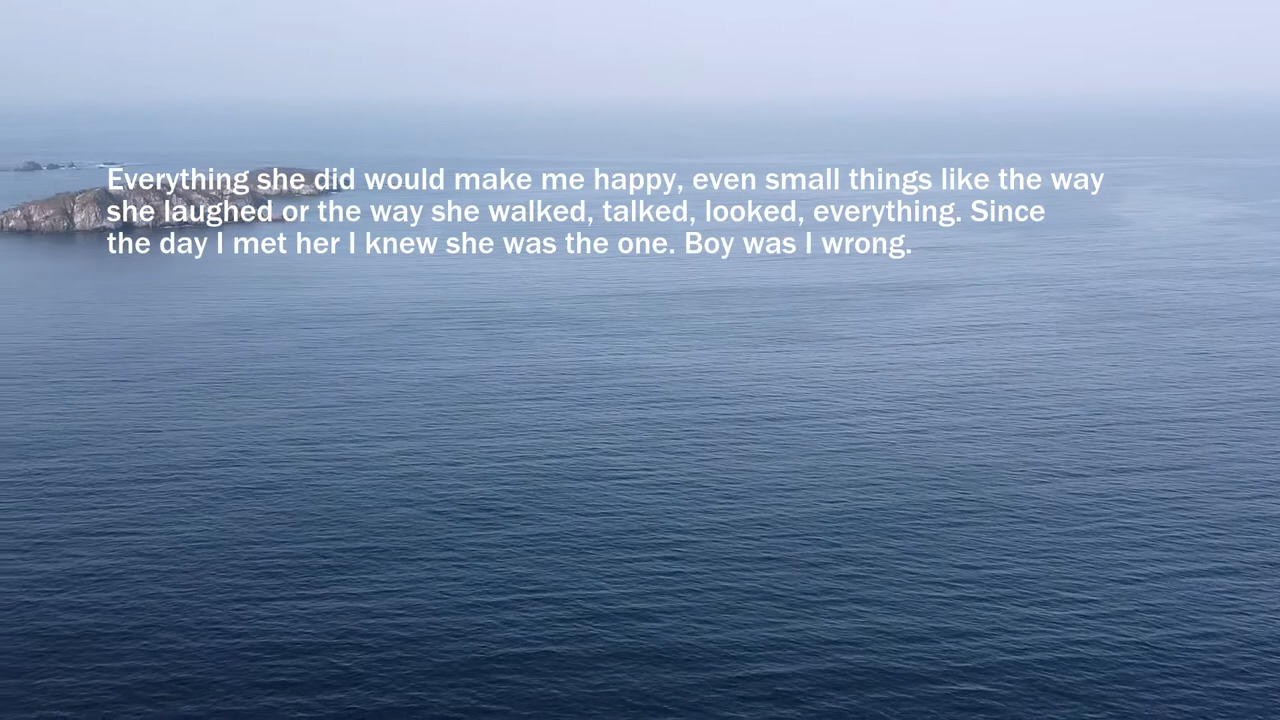 Everything she did would make me happy, even small things like the way
she laughed or the way she walked, talked, looked, everything. Since
the day I met her I knew she was the one. Boy was I wrong.